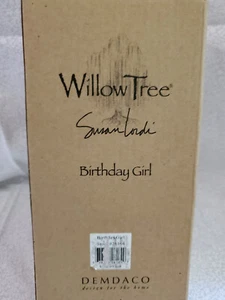 Willow Tree®
Susan Lordi
Birthday Girl
DEMDACO
design for the home